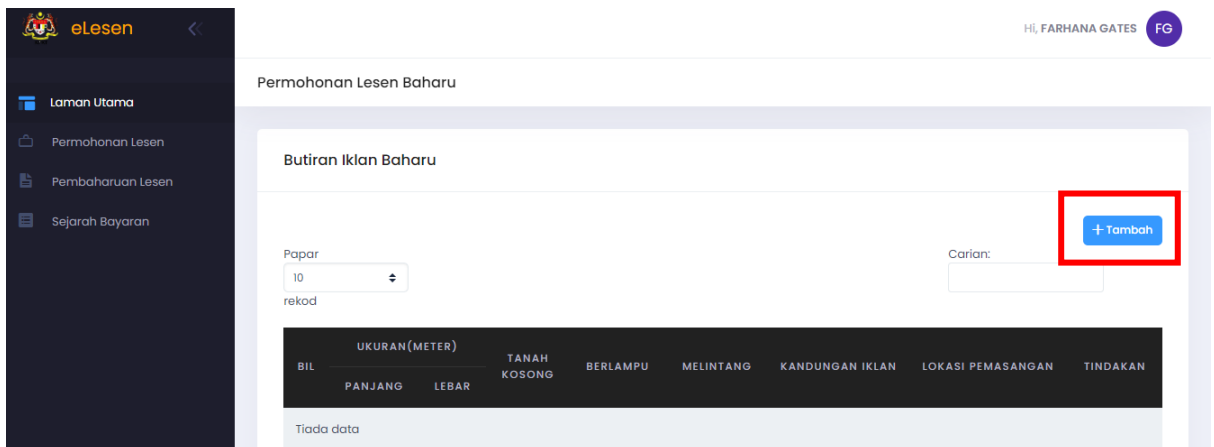 eLesen
Hi, FARHANA GATES FG
Permohonan Lesen Baharu
Laman Utama
Permohonan Lesen
Pembaharuan Lesen
Sejarah Bayaran
Butiran Iklan Baharu
+ Tambah
Papar
10
rekod
Carian:
BIL
UKURAN(METER)
PANJANG LEBAR
TANAH
KOSONG
BERLAMPU MELINTANG KANDUNGAN IKLAN LOKASI PEMASANGAN TINDAKAN
Tiada data